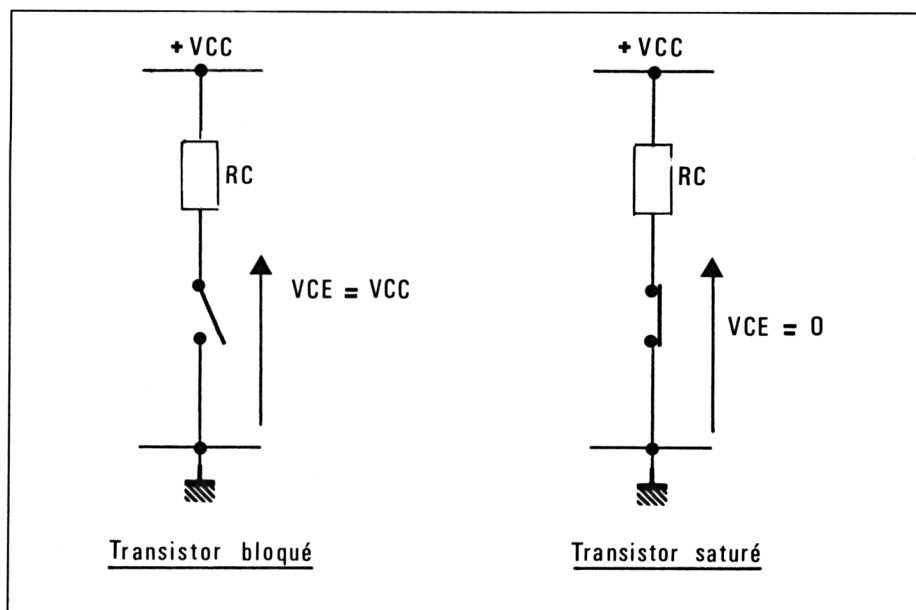 + VCC
RC
VCE = VCC
Transistor bloqué
+ VCC
RC
VCE = 0
Transistor saturé